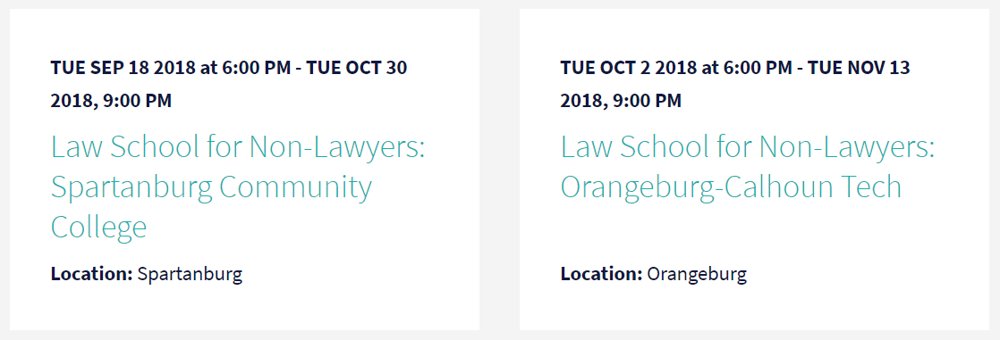 TUE SEP 18 2018 at 6:00 PM - TUE OCT 30
2018, 9:00 PM
Law School for Non-Lawyers:
Spartanburg Community
College
Location: Spartanburg
TUE OCT 2 2018 at 6:00 PM - TUE NOV 13
2018, 9:00 PM
Law School for Non-Lawyers:
Orangeburg-Calhoun Tech
Location: Orangeburg